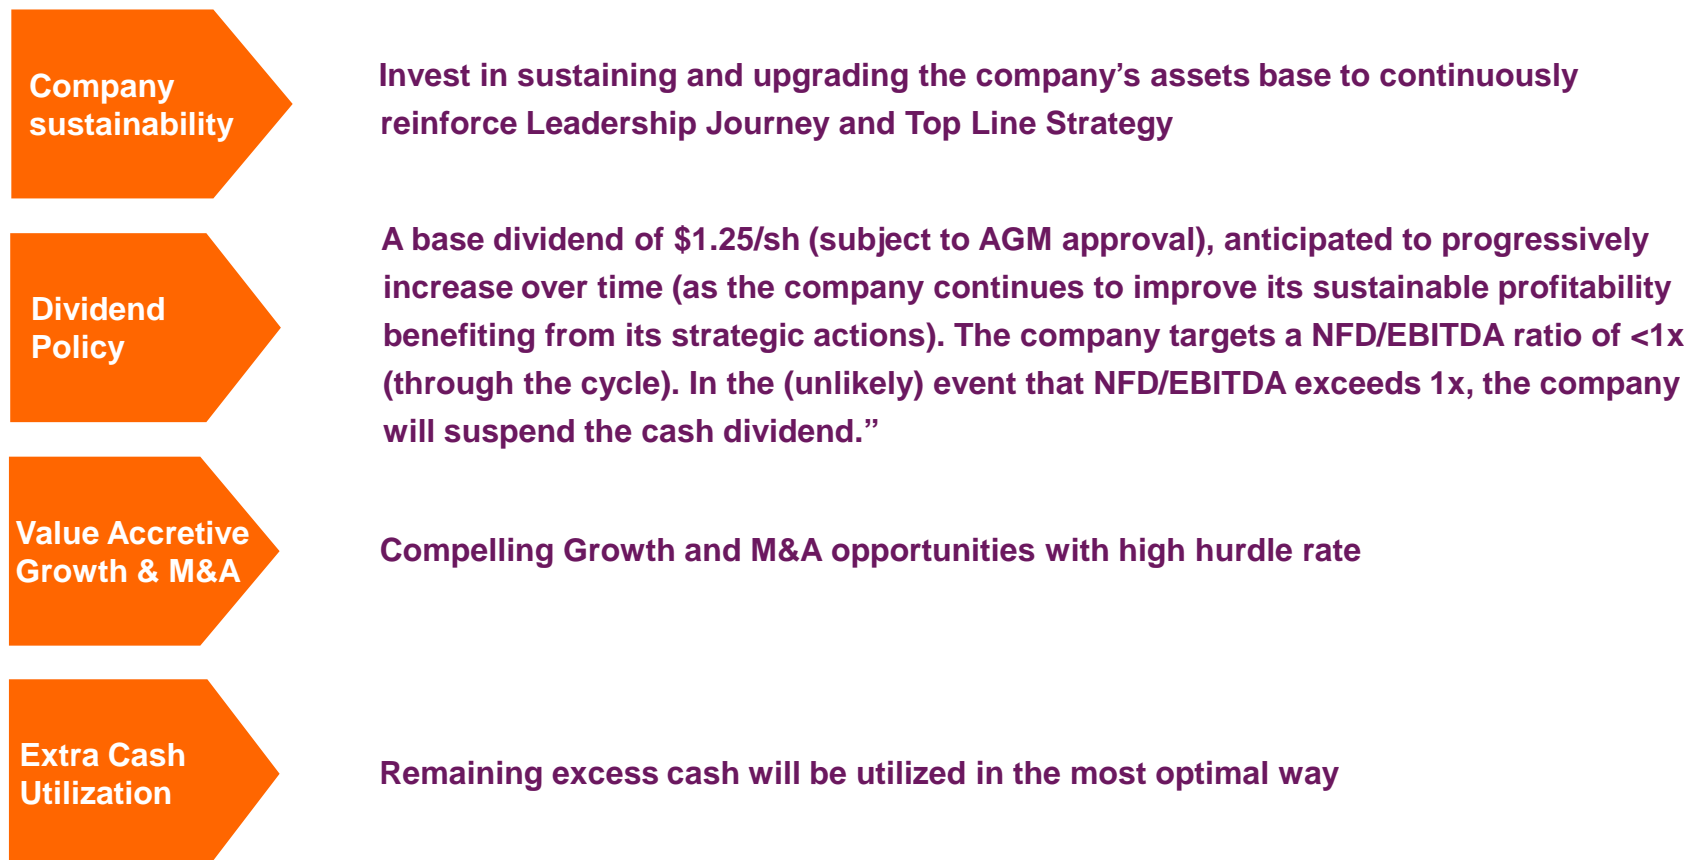 Company
sustainability
Invest in sustaining and upgrading the company’s assets base to continuously
reinforce Leadership Journey and Top Line Strategy
Dividend
Policy
A base dividend of $1.25/sh (subject to AGM approval), anticipated to progressively
increase over time (as the company continues to improve its sustainable profitability
benefiting from its strategic actions). The company targets a NFD/EBITDA ratio of <1x
(through the cycle). In the (unlikely) event that NFD/EBITDA exceeds 1x, the company
will suspend the cash dividend.”
Value Accretive
Growth & M&A
Compelling Growth and M&A opportunities with high hurdle rate
Extra Cash
Utilization
Remaining excess cash will be utilized in the most optimal way